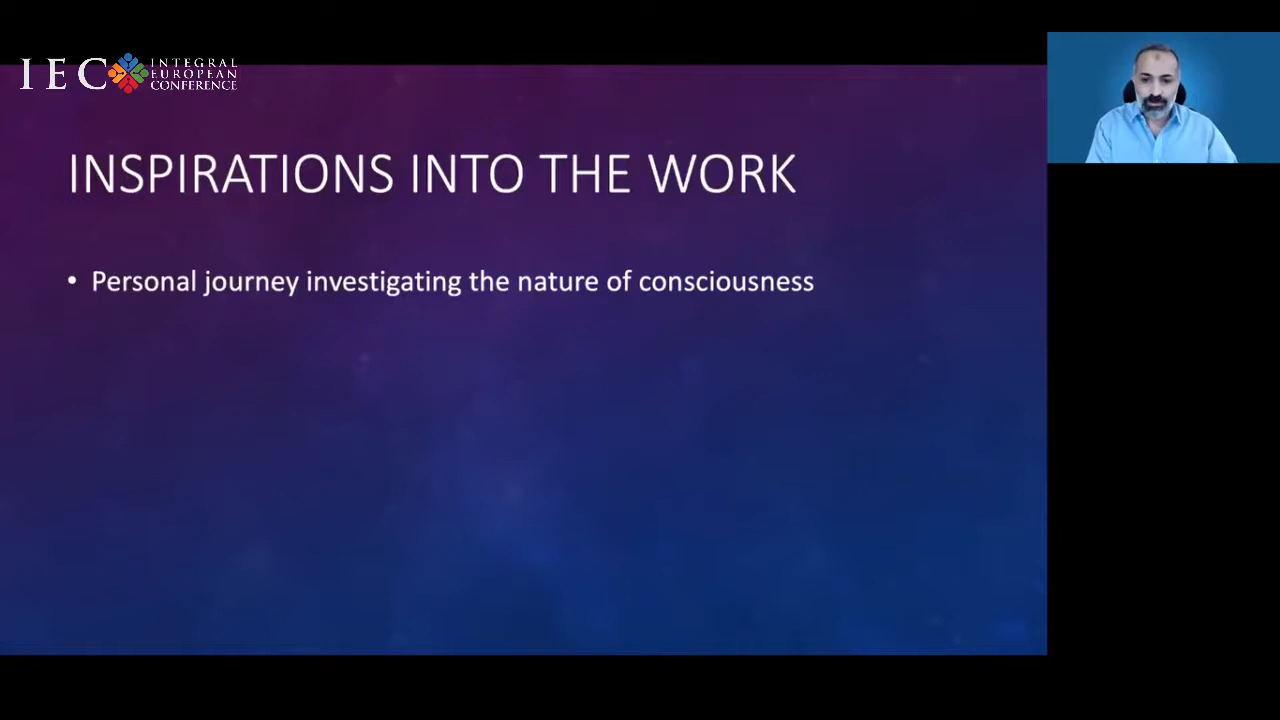 IEC INTEGRAL
EUROPEAN
CONFERENCE
INSPIRATIONS INTO THE WORK
• Personal journey investigating the nature of consciousness